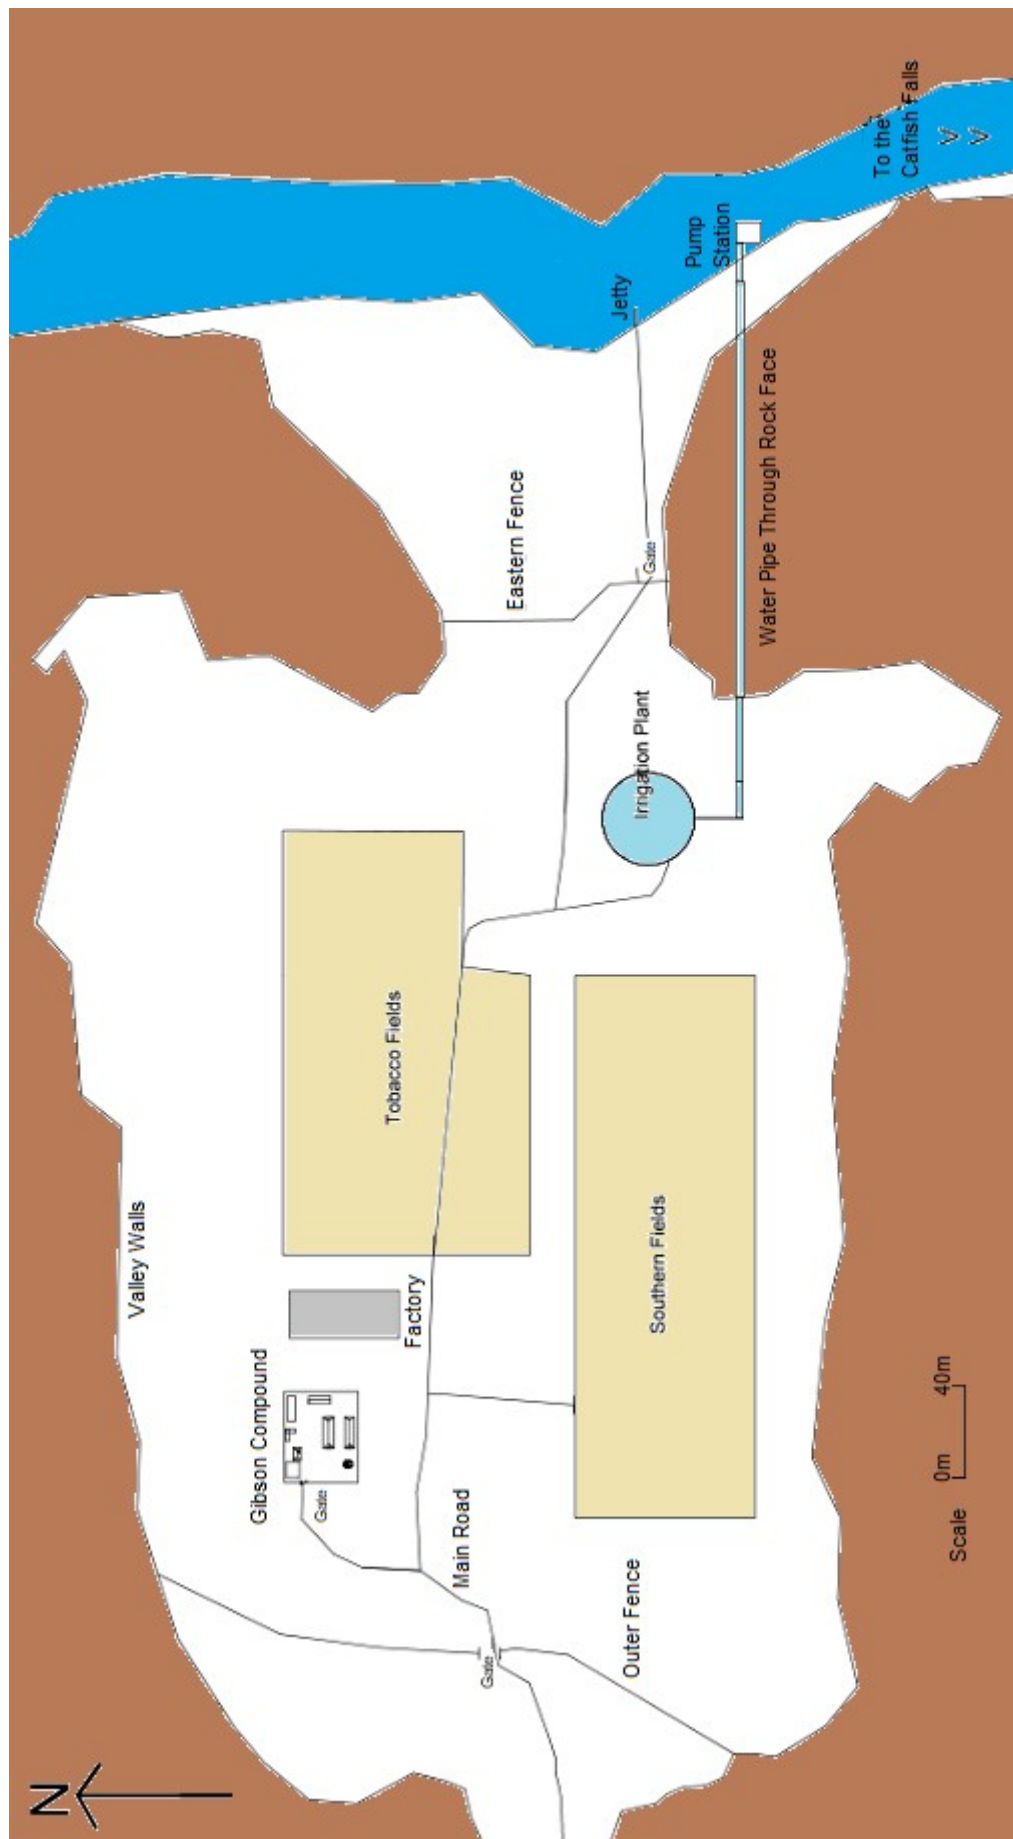 N
Valley Walls
Gibson Compound
Gate
Factory
Main Road
Gate
Outer Fence
Tobacco Fields
Southern Fields
Scale
0m
40m
Irrigation Plant
Eastern Fence
Gate
Jetty
Pump
Station
Water Pipe Through Rock Face
To the
Catfish Falls